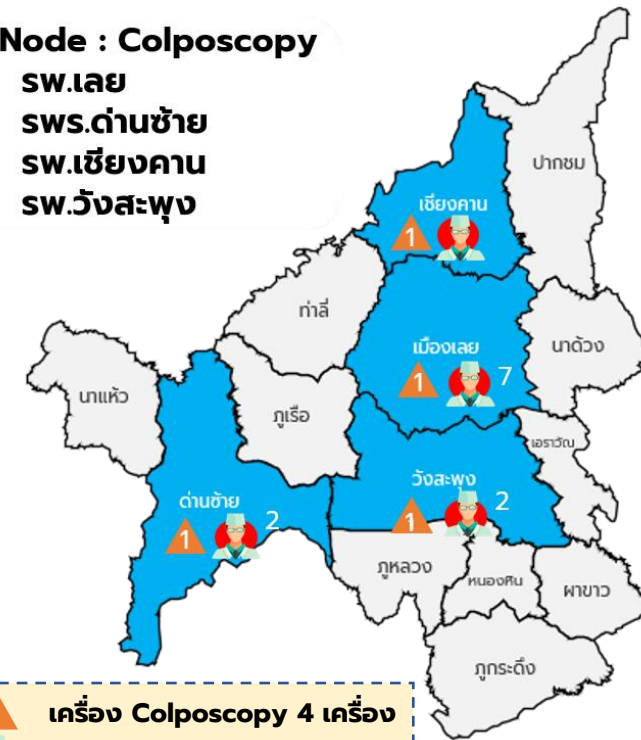 Node : Colposcopy
รพ.เลย
รพร.ด่านซ้าย
รพ.เชียงคาน
รพ.วังสะพุง
ปากชม
เชียงคาน
1
ท่าลี่
เมืองเลย
1 7
นาด้วง
นาแห้ว
ภูเรือ
เอราวัณ
วังสะพุง
1 2
ด่านซ้าย
1 2
ภูหลวง
หนองหิน
ผาขาว
ภูกระดึง
เครื่อง Colposcopy 4 เครื่อง